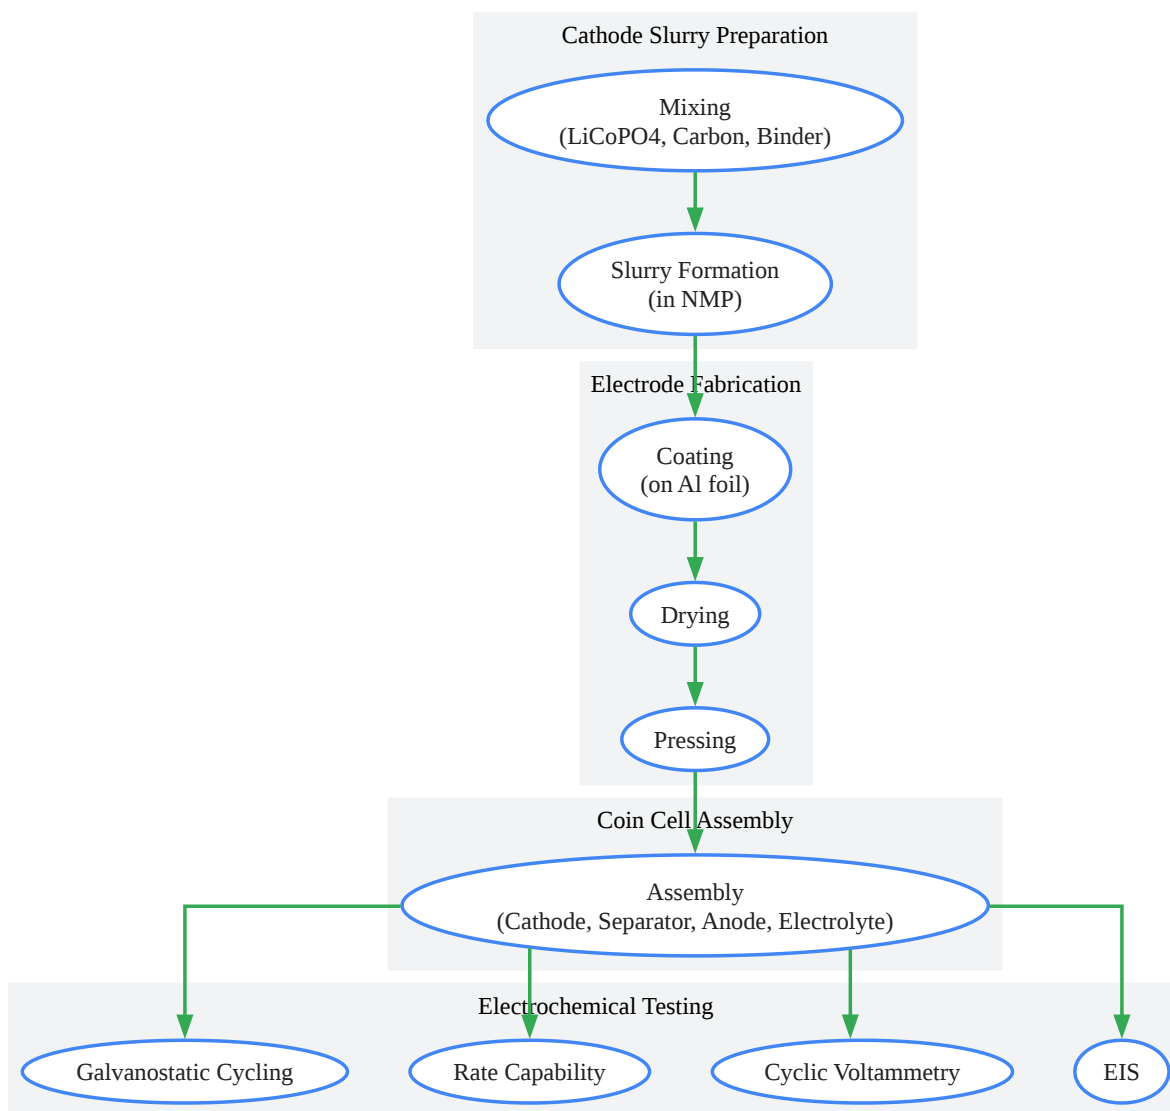 Cathode Slurry Preparation
Mixing
(LiCoPO4, Carbon, Binder)
Slurry Formation
(in NMP)
Electrode Fabrication
Coating
(on Al foil)
Drying
Pressing
Coin Cell Assembly
Assembly
(Cathode, Separator, Anode, Electrolyte)
Electrochemical Testing
Galvanostatic Cycling
Rate Capability
Cyclic Voltammetry
EIS